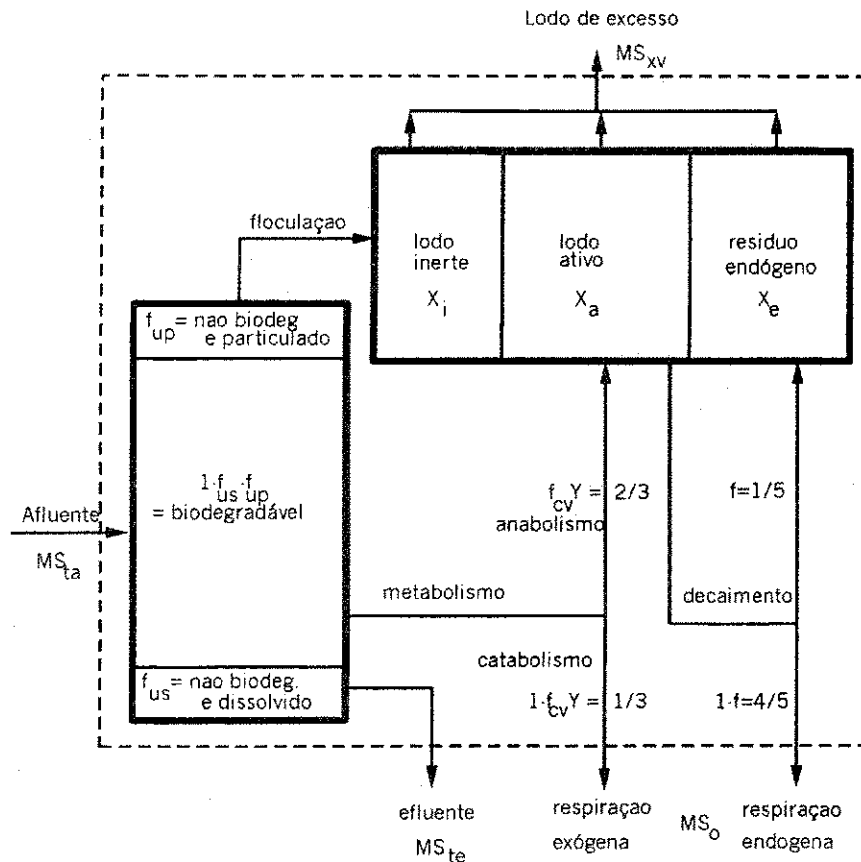 Lodo de excesso
MS_xv
floculaçao
lodo
inerte
X_i
lodo
ativo
X_a
residuo
endógeno
X_e
f_up = nao biodeg
e particulado
1-f_us-f_up
= biodegradável
Afluente
MS_ta
f_cvY = 2/3
anabolismo
f=1/5
metabolismo
decaimento
catabolismo
f_us = nao biodeg.
e dissolvido
1-f_cvY = 1/3
1-f=4/5
efluente
MS_te
respiraçao
exógena
MS_o
respiraçao
endogena